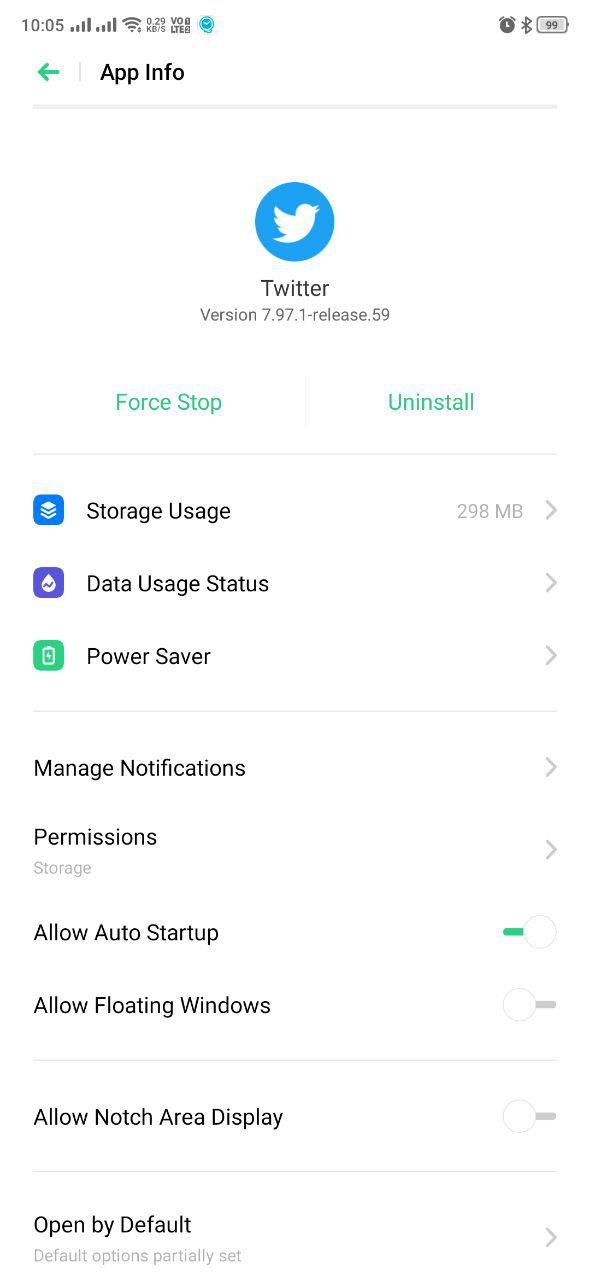 10:05 0.29 KB/S VO LTE 99
App Info
Twitter
Version 7.97.1-release.59
Force Stop Uninstall
Storage Usage 298 MB
Data Usage Status
Power Saver
Manage Notifications
Permissions
Storage
Allow Auto Startup
Allow Floating Windows
Allow Notch Area Display
Open by Default
Default options partially set